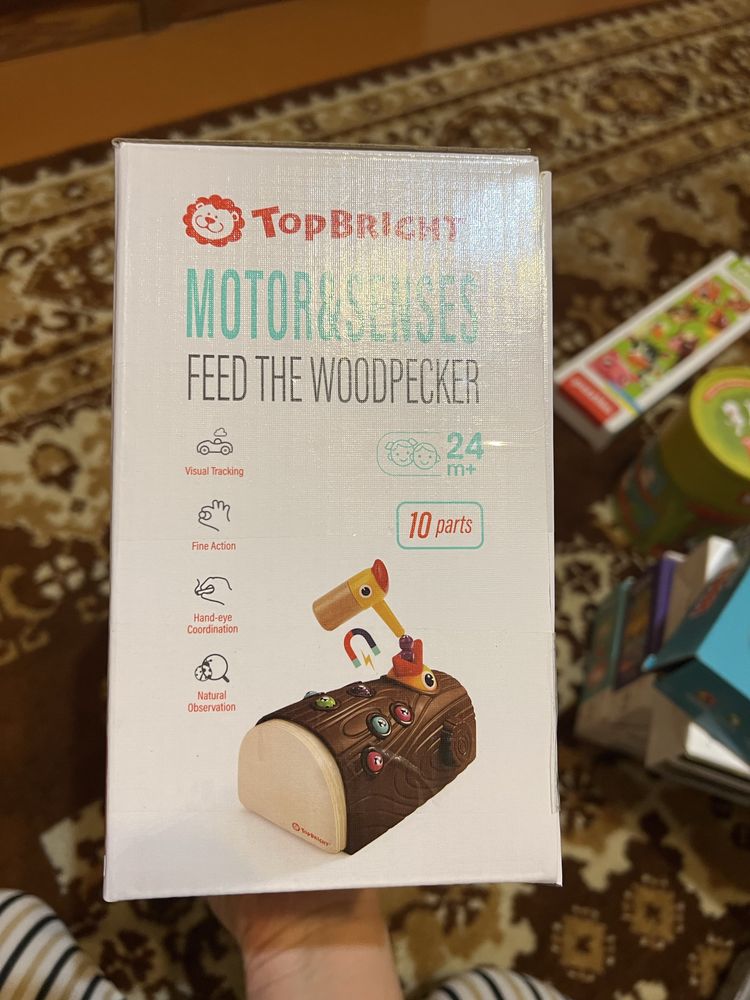 TOPBRIGHT
MOTOR&SENSES
FEED THE WOODPECKER
Visual Tracking
24
m+
10 parts
Fine Action
Hand-eye
Coordination
Natural
Observation
TOPBRIGHT